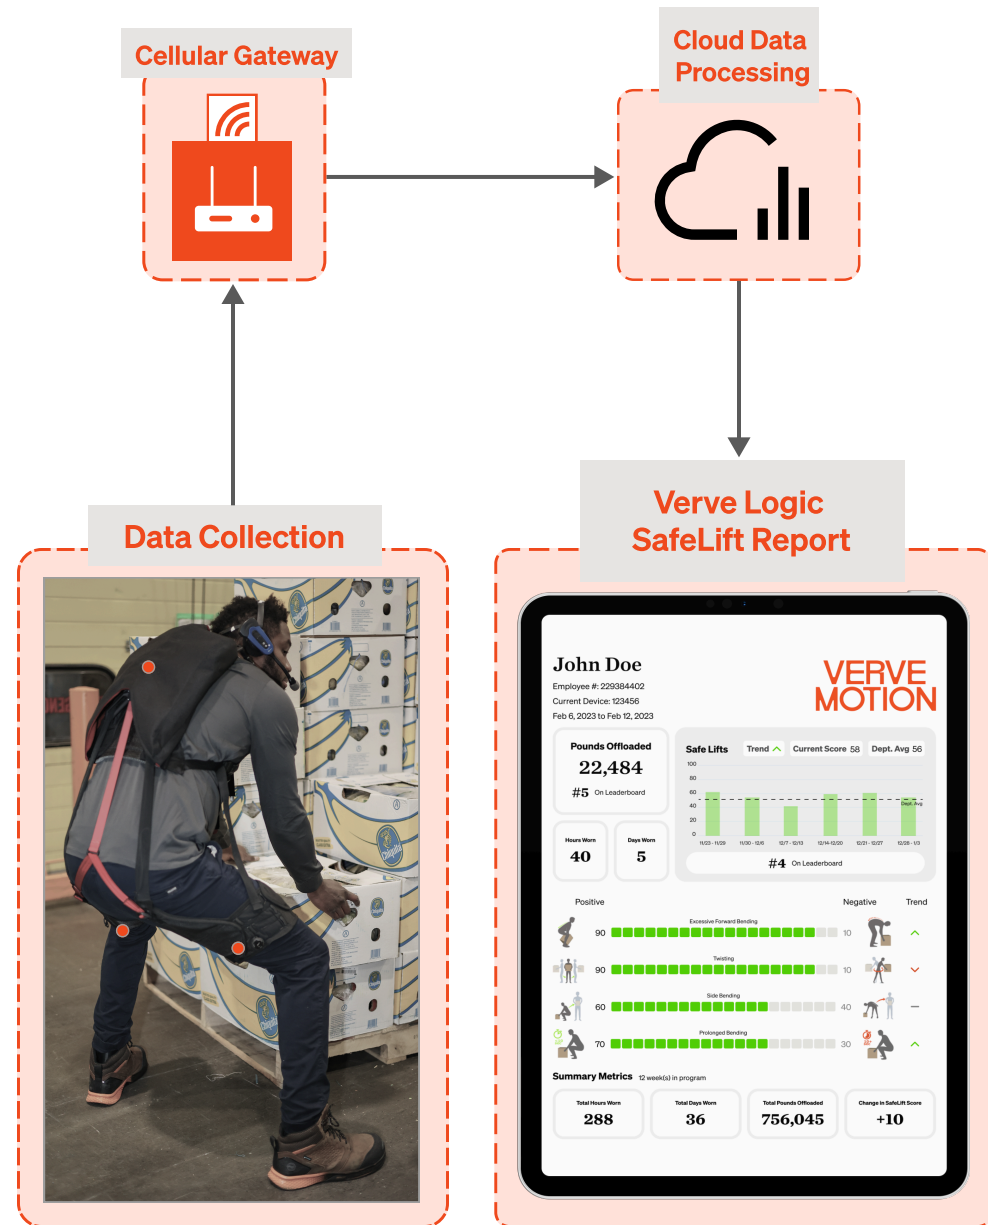 Cellular Gateway
Cloud Data
Processing
Data Collection
Verve Logic
SafeLift Report
Chiquita
Chiquita
Chiquita
Chiquita
John Doe
Employee #: 229384402
Current Device: 123456
Feb 6, 2023 to Feb 12, 2023
VERVE
MOTION
Pounds Offloaded
22,484
#5 On Leaderboard
Hours Worn
40
Days Worn
5
Safe Lifts
Trend
Current Score 58
Dept. Avg 56
100
80
60
40
20
0
Dept. Avg
11/23 - 11/29
11/30 - 12/6
12/7 - 12/13
12/14-12/20
12/21 - 12/27
12/28 - 1/3
#4 On Leaderboard
Positive
Negative
Trend
Excessive Forward Bending
90
10
Twisting
90
10
Side Bending
60
40
Prolonged Bending
70
30
Summary Metrics 12 week(s) in program
Total Hours Worn
288
Total Days Worn
36
Total Pounds Offloaded
756,045
Change in SafeLift Score
+10